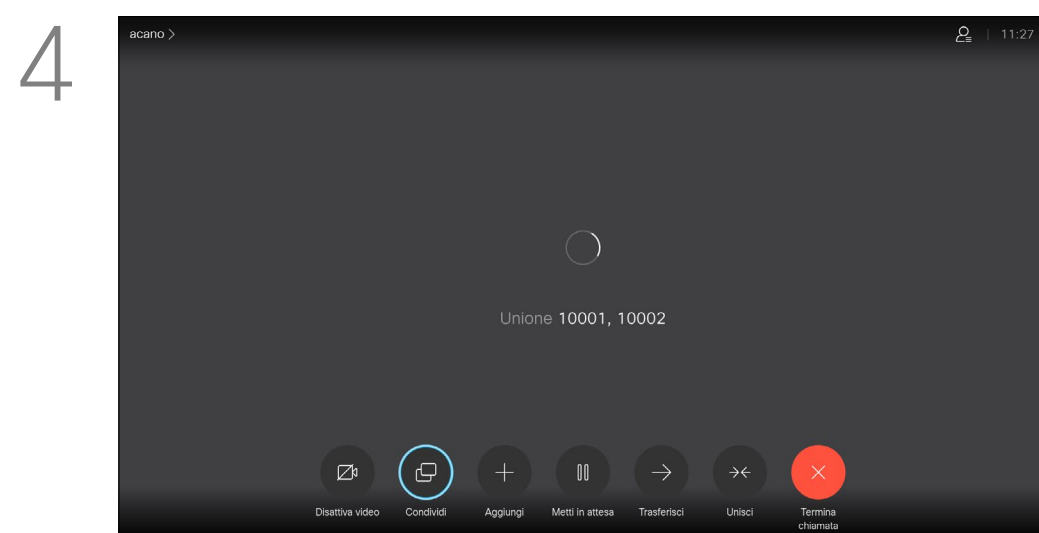 4
acano >
11:27
Unione 10001, 10002
Disattiva video
Condividi
Aggiungi
Metti in attesa
Trasferisci
Unisci
Termina
chiamata